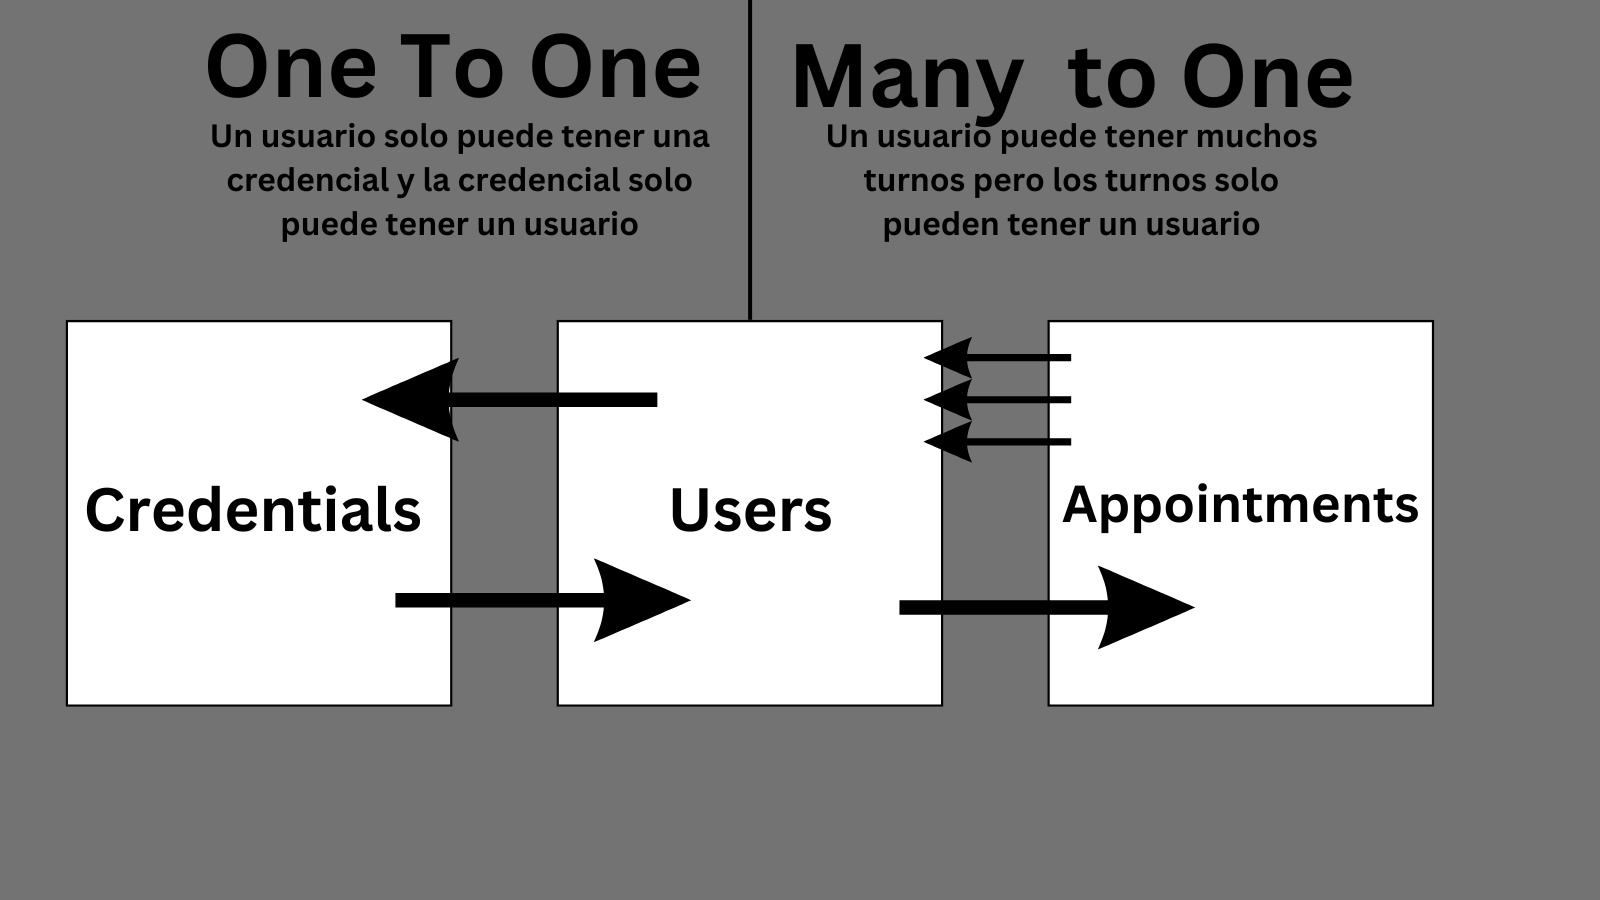 One To One
Un usuario solo puede tener una
credencial y la credencial solo
puede tener un usuario
Many  to One
Un usuario puede tener muchos
turnos pero los turnos solo
pueden tener un usuario
Credentials
Users
Appointments